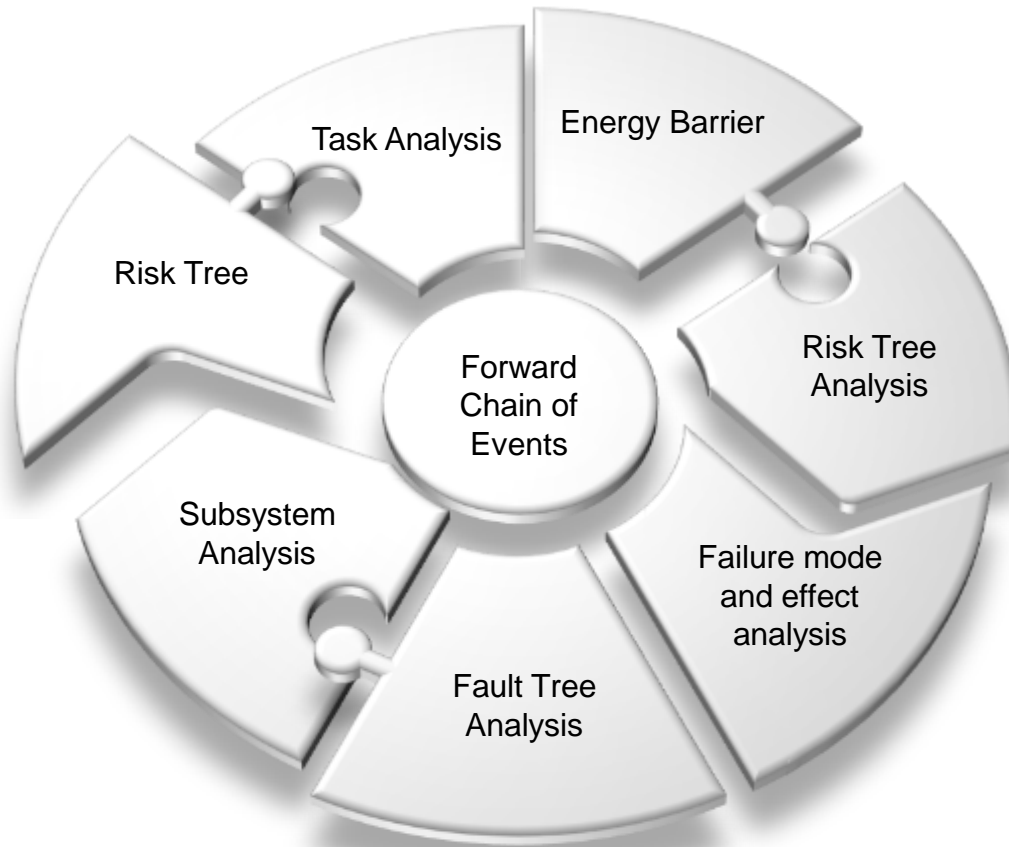 Task Analysis
Energy Barrier
Risk Tree
Risk Tree
Analysis
Forward
Chain of
Events
Subsystem
Analysis
Failure mode
and effect
analysis
Fault Tree
Analysis